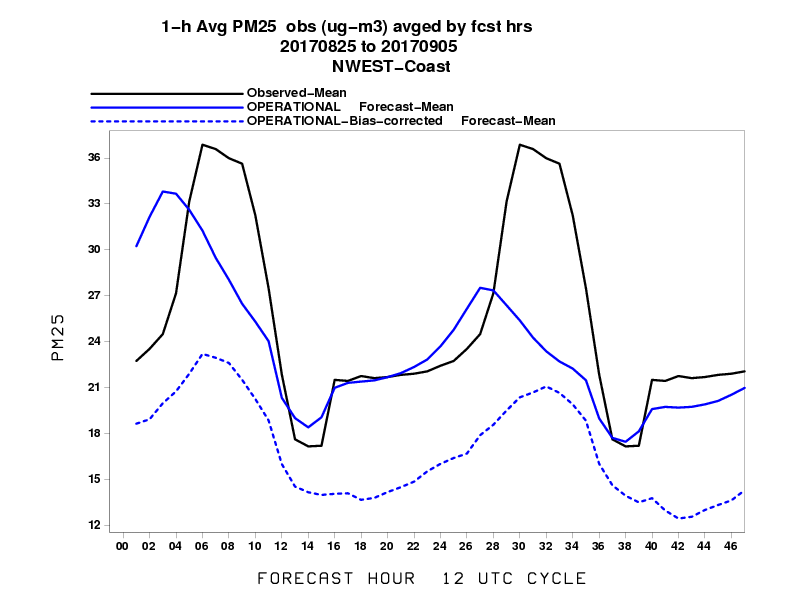 1-h Avg PM25 obs (ug-m3) avged by fcst hrs
20170825 to 20170905
NWEST-Coast
Observed-Mean
OPERATIONAL Forecast-Mean
OPERATIONAL-Bias-corrected Forecast-Mean
36
33
30
27
24
21
18
15
12
PM25
00 02 04 06 08 10 12 14 16 18 20 22 24 26 28 30 32 34 36 38 40 42 44 46
FORECAST HOUR 12 UTC CYCLE